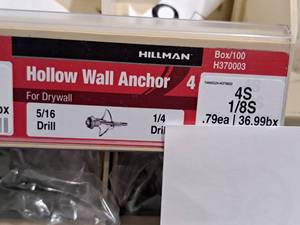 HILLMAN
Box/100
H370003
Hollow Wall Anchor 4
For Drywall
5/16
Drill
1/4
Dril
4S
1/8S
.79ea | 36.99bx
bx